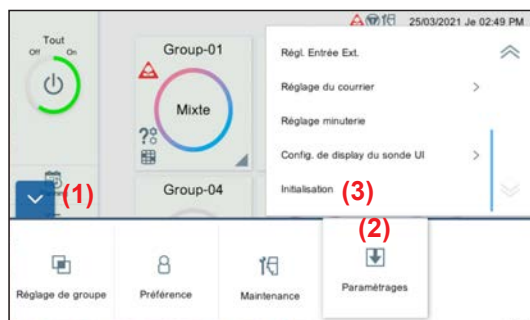 25/03/2021 Je 02:49 PM
Tout
Off On
Group-01
Mixte
Group-04
(1)
Régl. Entrée Ext.
Réglage du courrier
Réglage minuterie
Config. de display du sonde UI
Initialisation
(3)
(2)
Réglage de groupe
Préférence
Maintenance
Paramètrages